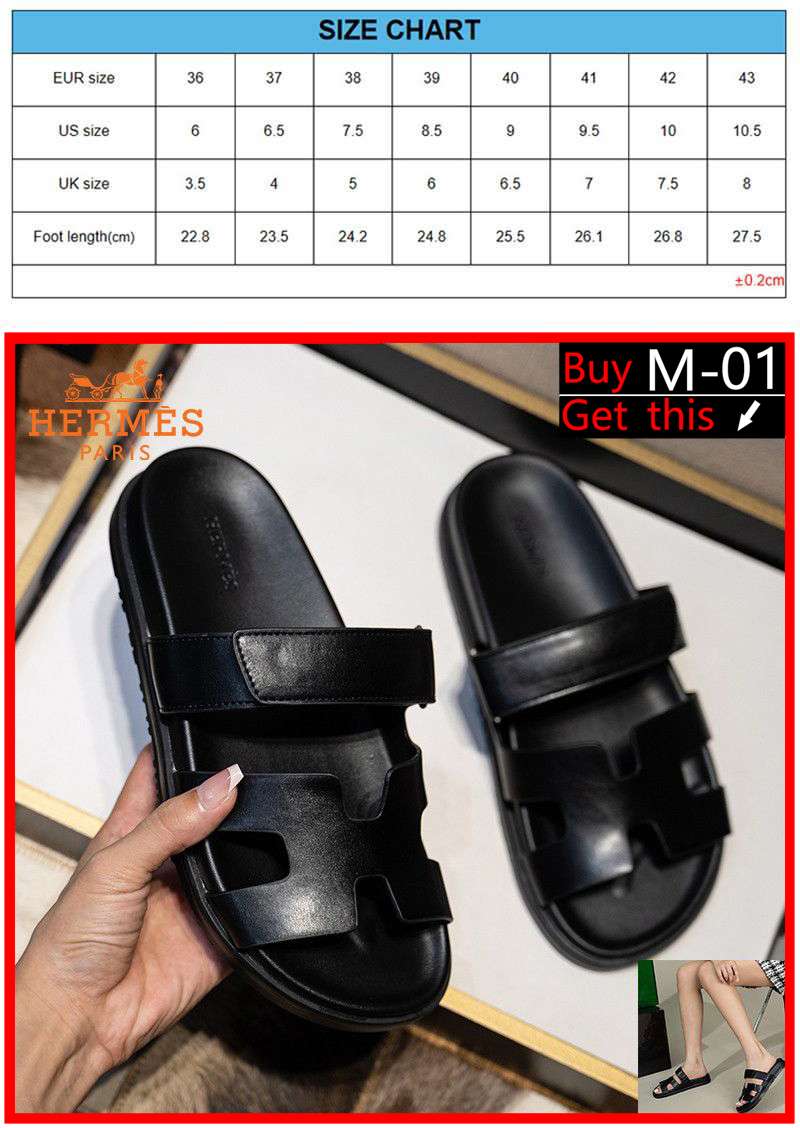 SIZE CHART
EUR size 36 37 38 39 40 41 42 43
US size 6 6.5 7.5 8.5 9 9.5 10 10.5
UK size 3.5 4 5 6 6.5 7 7.5 8
Foot length(cm) 22.8 23.5 24.2 24.8 25.5 26.1 26.8 27.5
±0.2cm
HERMÈS
PARIS
Buy M-01
Get this